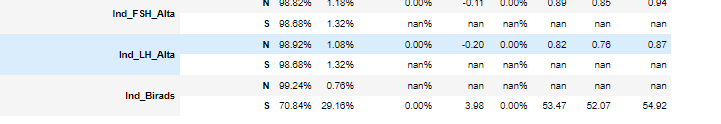 N 98.82% 1.18% 0.00% -0.11 0.00% 0.89 0.85 0.94
Ind_FSH_Alta
S 98.68% 1.32% nan% nan nan% nan nan nan
N 98.92% 1.08% 0.00% -0.20 0.00% 0.82 0.76 0.87
Ind_LH_Alta
S 98.68% 1.32% nan% nan nan% nan nan nan
N 99.24% 0.76% nan% nan nan% nan nan nan
Ind_Birads
S 70.84% 29.16% 0.00% 3.98 0.00% 53.47 52.07 54.92